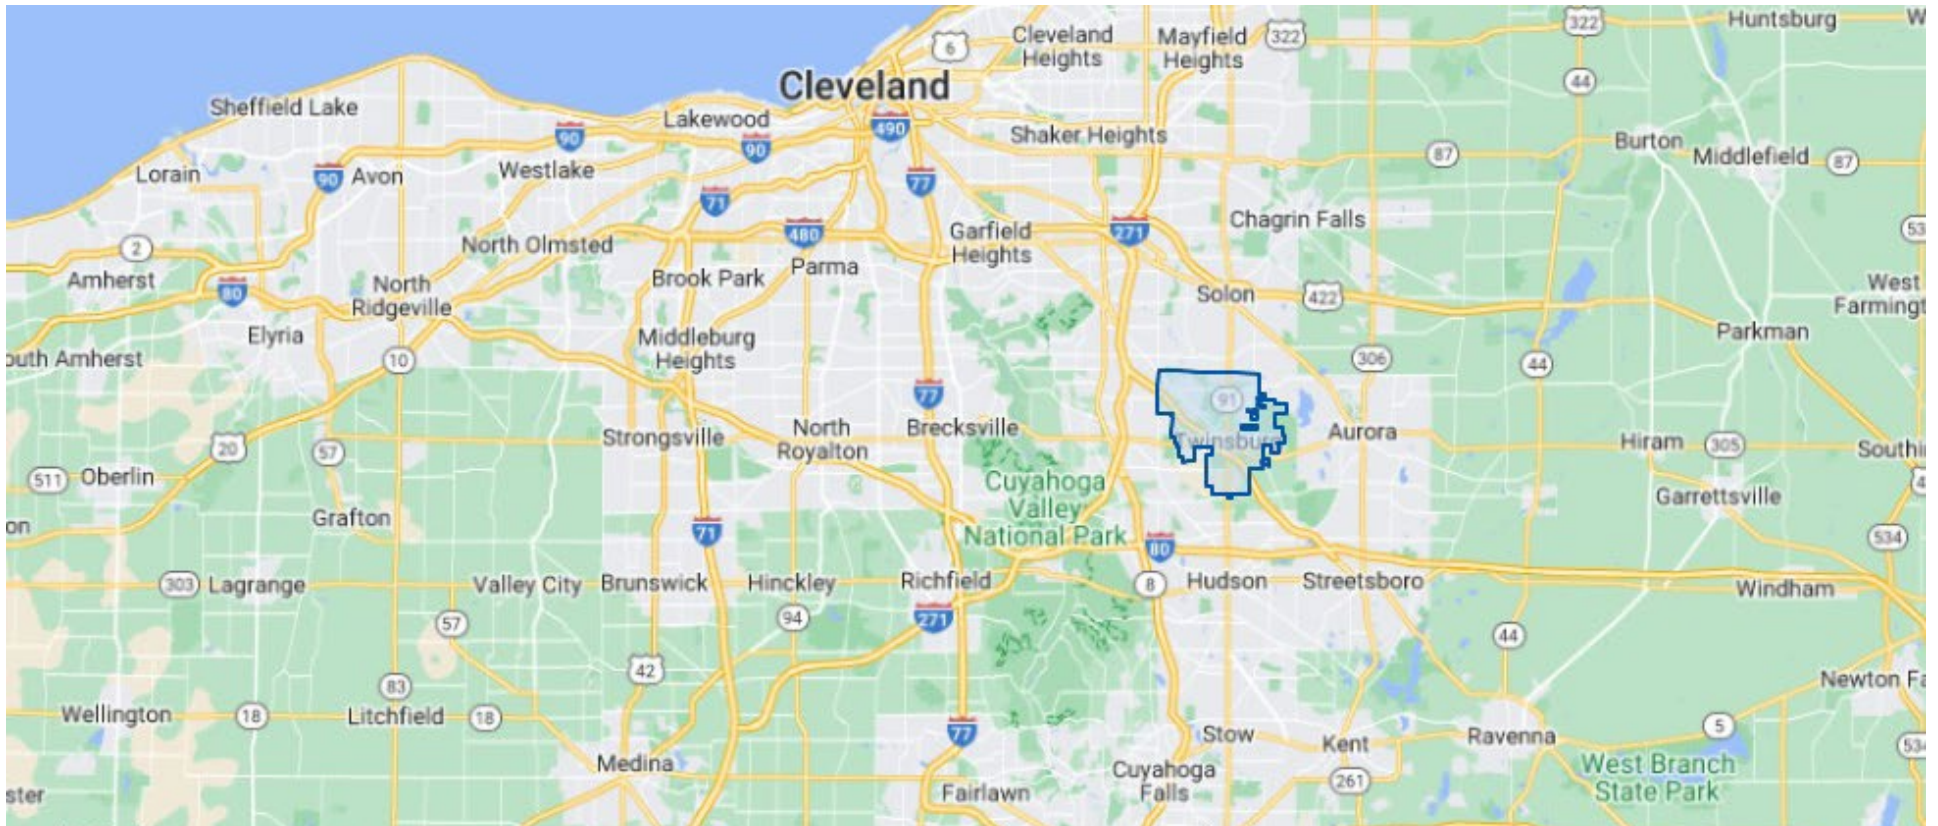 Huntsburg
W
322
6
Cleveland
Heights
Mayfield
Heights
322
44
Cleveland
Sheffield Lake
Lakewood
490
90
90
Shaker Heights
Burton
Middlefield
87
87
Lorain
90
Avon
Westlake
77
71
Chagrin Falls
53
2
North Olmsted
480
Garfield
Heights
271
Amherst
80
North
Ridgeville
Brook Park
Parma
Solon
422
West
Farmingt
Elyria
Middleburg
Heights
Parkman
outh Amherst
10
306
44
77
91
Strongsville
North
Royalton
Brecksville
Twinsburg
Aurora
Hiram
305
Southi
20
57
511
Oberlin
Cuyahoga
Valley
National Park
4
Garrettsville
Grafton
on
71
80
534
303
Lagrange
Valley City
Brunswick
Hinckley
Richfield
8
Hudson
Streetsboro
Windham
57
94
271
44
42
Newton Fa
83
Wellington
18
Litchfield
18
77
Stow
Kent
Ravenna
5
534
Medina
Cuyahoga
Falls
261
West Branch
State Park
ster
Fairlawn